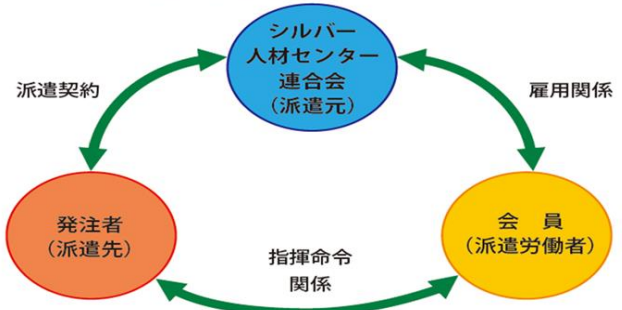 シルバー
人材センター
連合会
（派遣元）
派遣契約
雇用関係
発注者
（派遣先）
会　員
（派遣労働者）
指揮命令
関係